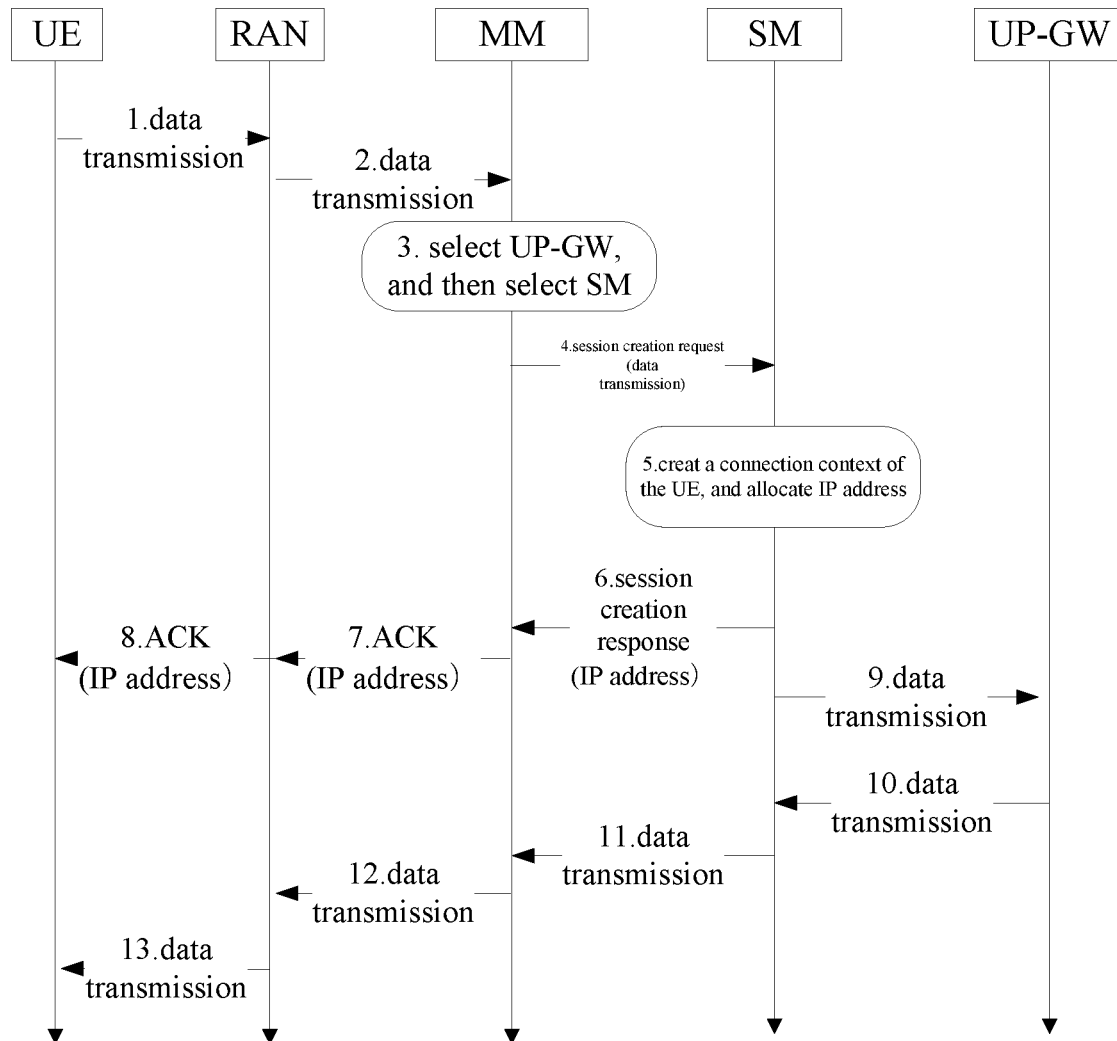 UE
RAN
MM
SM
UP-GW
1.data
transmission
2.data
transmission
3. select UP-GW,
and then select SM
4.session creation request
(data
transmission)
5.creat a connection context of
the UE, and allocate IP address
6.session
creation
response
(IP address)
7.ACK
(IP address)
8.ACK
(IP address)
9.data
transmission
10.data
transmission
11.data
transmission
12.data
transmission
13.data
transmission